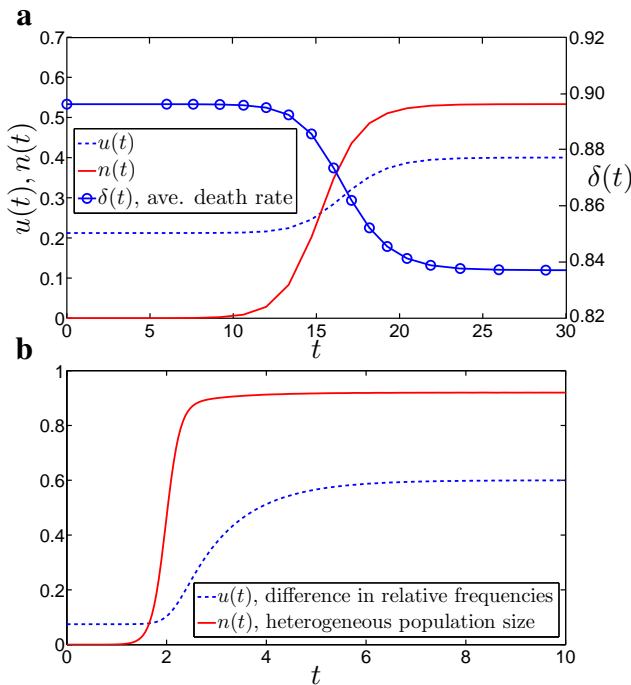 a
0.7
0.6
0.5
0.4
0.3
0.2
0.1
0
u(t), n(t)
0.92
0.90
0.88
0.86
0.84
0.82
δ(t)
u(t)
n(t)
δ(t), ave. death rate
0 5 10 15 20 25 30
t
b
1
0.8
0.6
0.4
0.2
0
u(t), difference in relative frequencies
n(t), heterogeneous population size
0 2 4 6 8 10
t